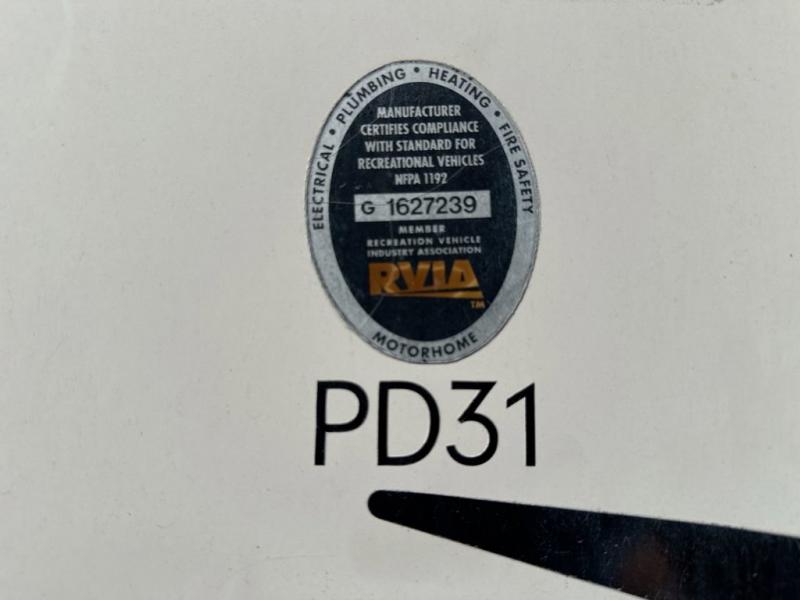 ELECTRICAL • PLUMBING • HEATING • FIRE SAFETY
MANUFACTURER
CERTIFIES COMPLIANCE
WITH STANDARD FOR
RECREATIONAL VEHICLES
NFPA 1192
G 1627239
MEMBER
RECREATION VEHICLE
INDUSTRY ASSOCIATION
RVIA
TM
MOTORHOME
PD31